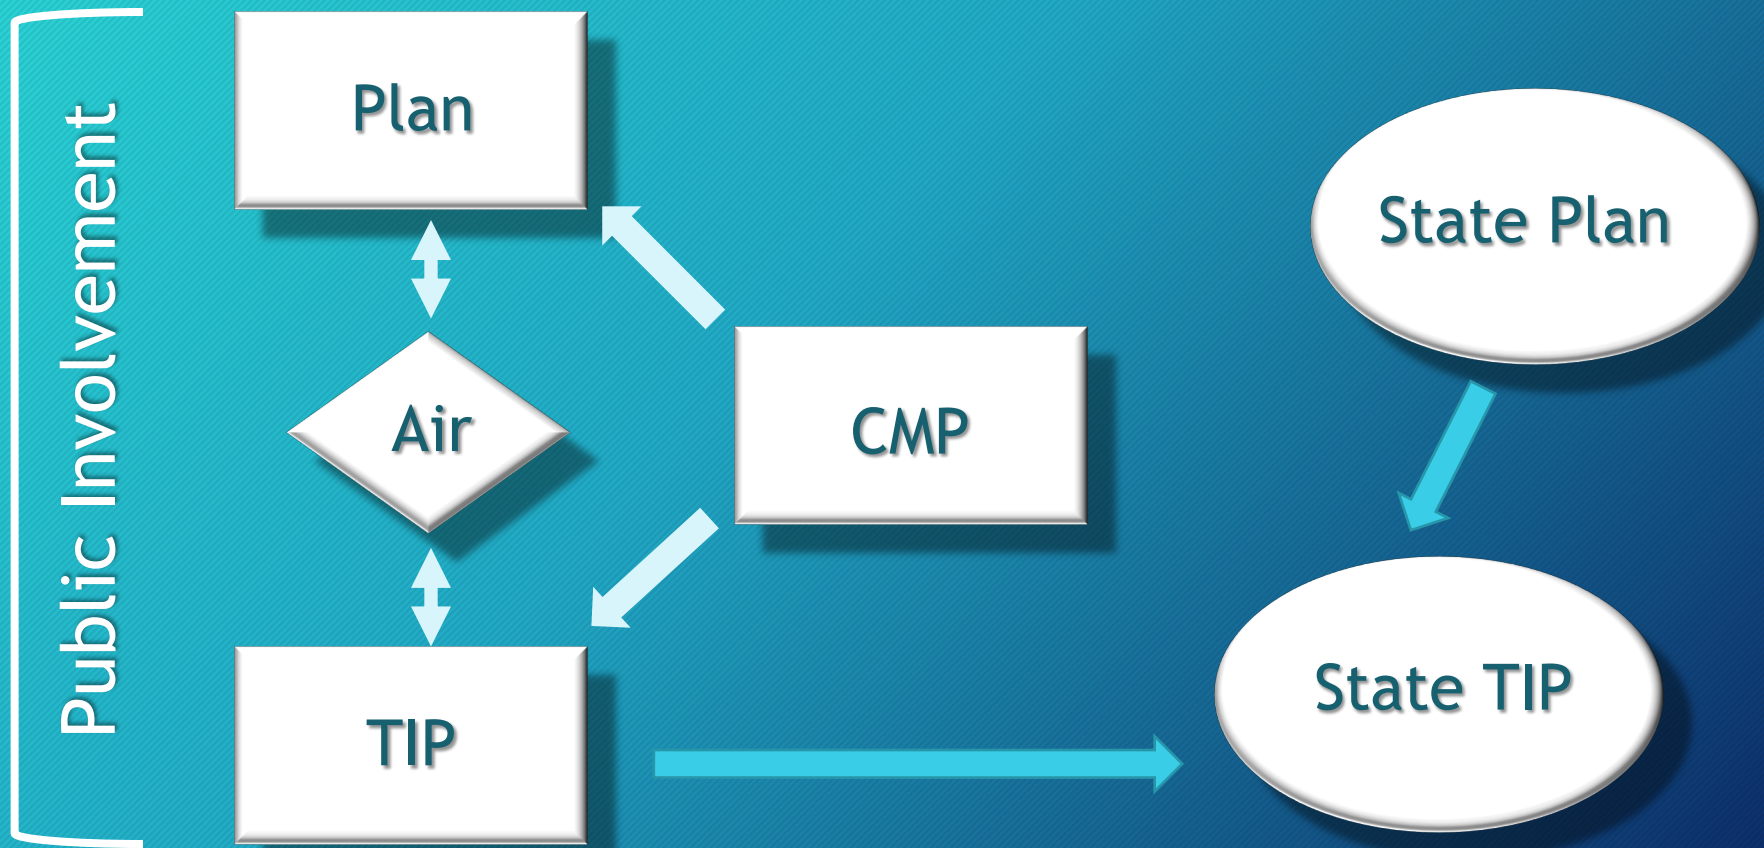 Public Involvement
Plan
State Plan
Air
CMP
State TIP
TIP